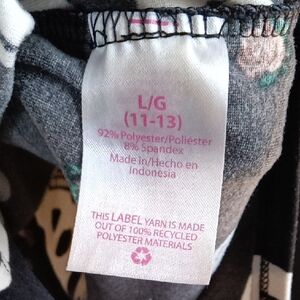 L/G
(11-13)
92% Polyester/Poliéster
8% Spandex
Made in/Hecho en
Indonesia
THIS LABEL YARN IS MADE
OUT OF 100% RECYCLED
POLYESTER MATERIALS